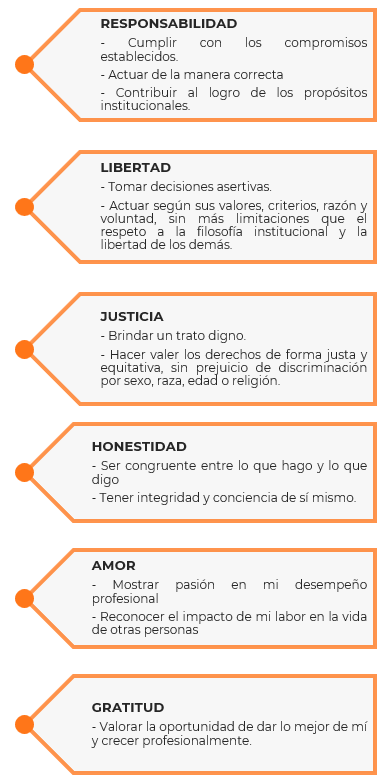 RESPONSABILIDAD
- Cumplir con los compromisos
establecidos.
- Actuar de la manera correcta
- Contribuir al logro de los propósitos
institucionales.
LIBERTAD
- Tomar decisiones asertivas.
- Actuar según sus valores, criterios, razón y
voluntad, sin más limitaciones que el
respeto a la filosofía institucional y la
libertad de los demás.
JUSTICIA
- Brindar un trato digno.
- Hacer valer los derechos de forma justa y
equitativa, sin prejuicio de discriminación
por sexo, raza, edad o religión.
HONESTIDAD
- Ser congruente entre lo que hago y lo que
digo
- Tener integridad y conciencia de sí mismo.
AMOR
- Mostrar pasión en mi desempeño
profesional
- Reconocer el impacto de mi labor en la vida
de otras personas
GRATITUD
- Valorar la oportunidad de dar lo mejor de mí
y crecer profesionalmente.